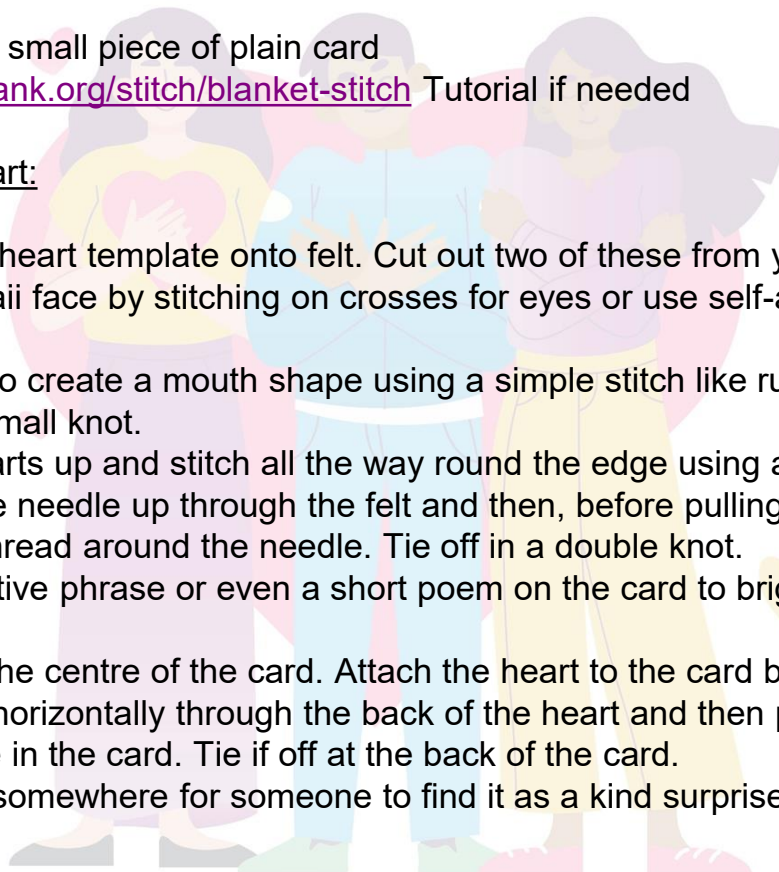 small piece of plain card
ank.org/stitch/blanket-stitch Tutorial if needed
art:
heart template onto felt. Cut out two of these from y
aii face by stitching on crosses for eyes or use self-a
o create a mouth shape using a simple stitch like ru
mall knot.
arts up and stitch all the way round the edge using a
e needle up through the felt and then, before pulling
nread around the needle. Tie off in a double knot.
tive phrase or even a short poem on the card to brig
he centre of the card. Attach the heart to the card b
horizontally through the back of the heart and then p
e in the card. Tie if off at the back of the card.
somewhere for someone to find it as a kind surprise